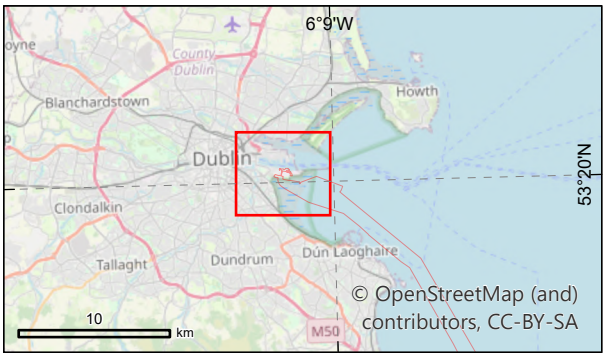 6°9'W
oyne
County
Dublin
Howth
Blanchardstown
Dublin
53°20'N
Clondalkin
Dún Laoghaire
Tallaght
Dundrum
© OpenStreetMap (and)
contributors, CC-BY-SA
10
km
M50